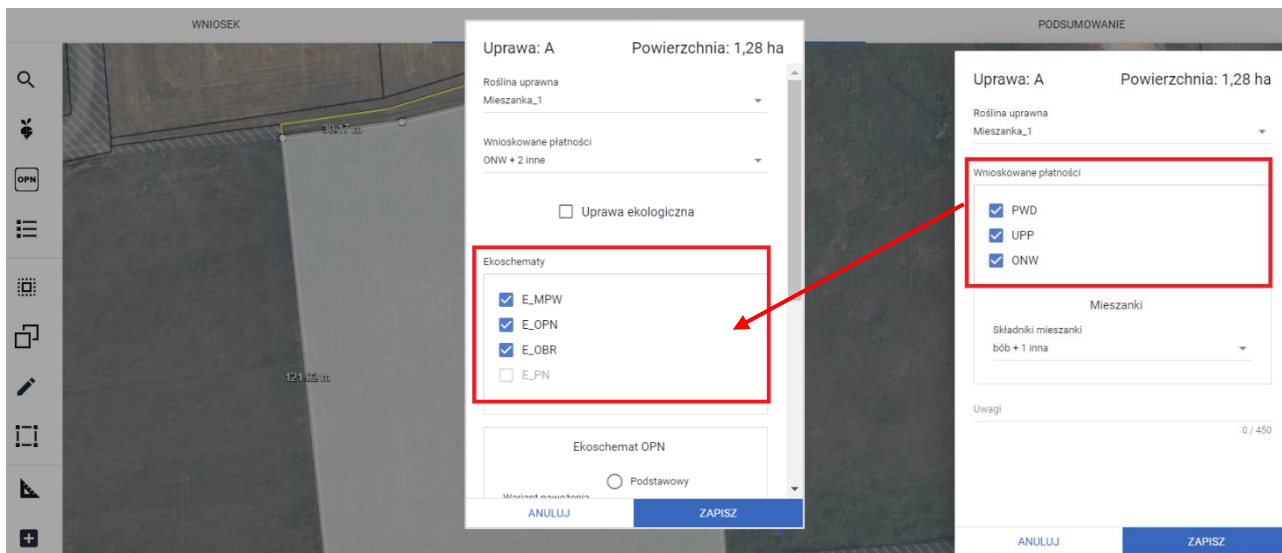 WNIOSEK
PODSUMOWANIE
OPN
30.17 m
121.02 m
Uprawa: A Powierzchnia: 1,28 ha
Roślina uprawna
Mieszanka_1
Wnioskowane płatności
ONW + 2 inne
Uprawa ekologiczna
Ekoschematy
E_MPW
E_OPN
E_OBR
E_PN
Ekoschemat OPN
Podstawowy
Wariant nawożenia
ANULUJ ZAPISZ
Uprawa: A Powierzchnia: 1,28 ha
Roślina uprawna
Mieszanka_1
Wnioskowane płatności
PWD
UPP
ONW
Mieszanki
Składniki mieszanki
bób + 1 inna
Uwagi
0 / 450
ANULUJ ZAPISZ